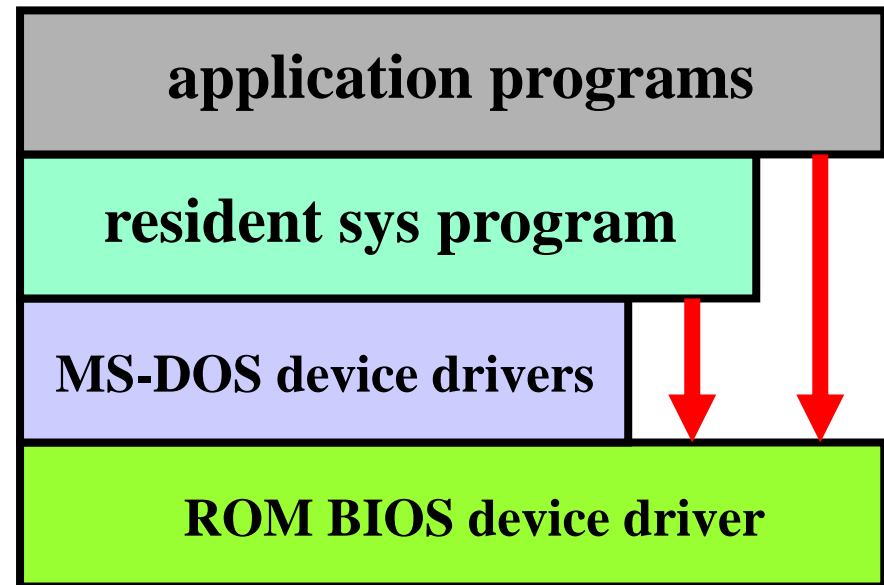 application programs
resident sys program
MS-DOS device drivers
ROM BIOS device driver